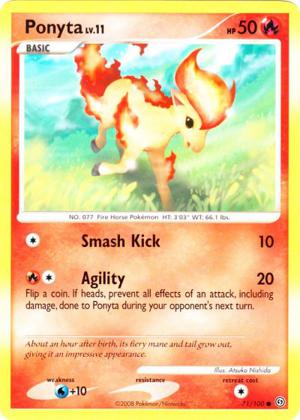 Ponyta LV.11 HP 50
BASIC
NO. 077 Fire Horse Pokémon HT: 3'03" WT: 66.1 lbs.
Smash Kick 10
Agility 20
Flip a coin. If heads, prevent all effects of an attack, including
damage, done to Ponyta during your opponent's next turn.
About an hour after birth, its fiery mane and tail grow out,
giving it an impressive appearance.
Illus. Atsuko Nishida
weakness resistance retreat cost
+10
©2008 Pokémon/Nintendo 71/100